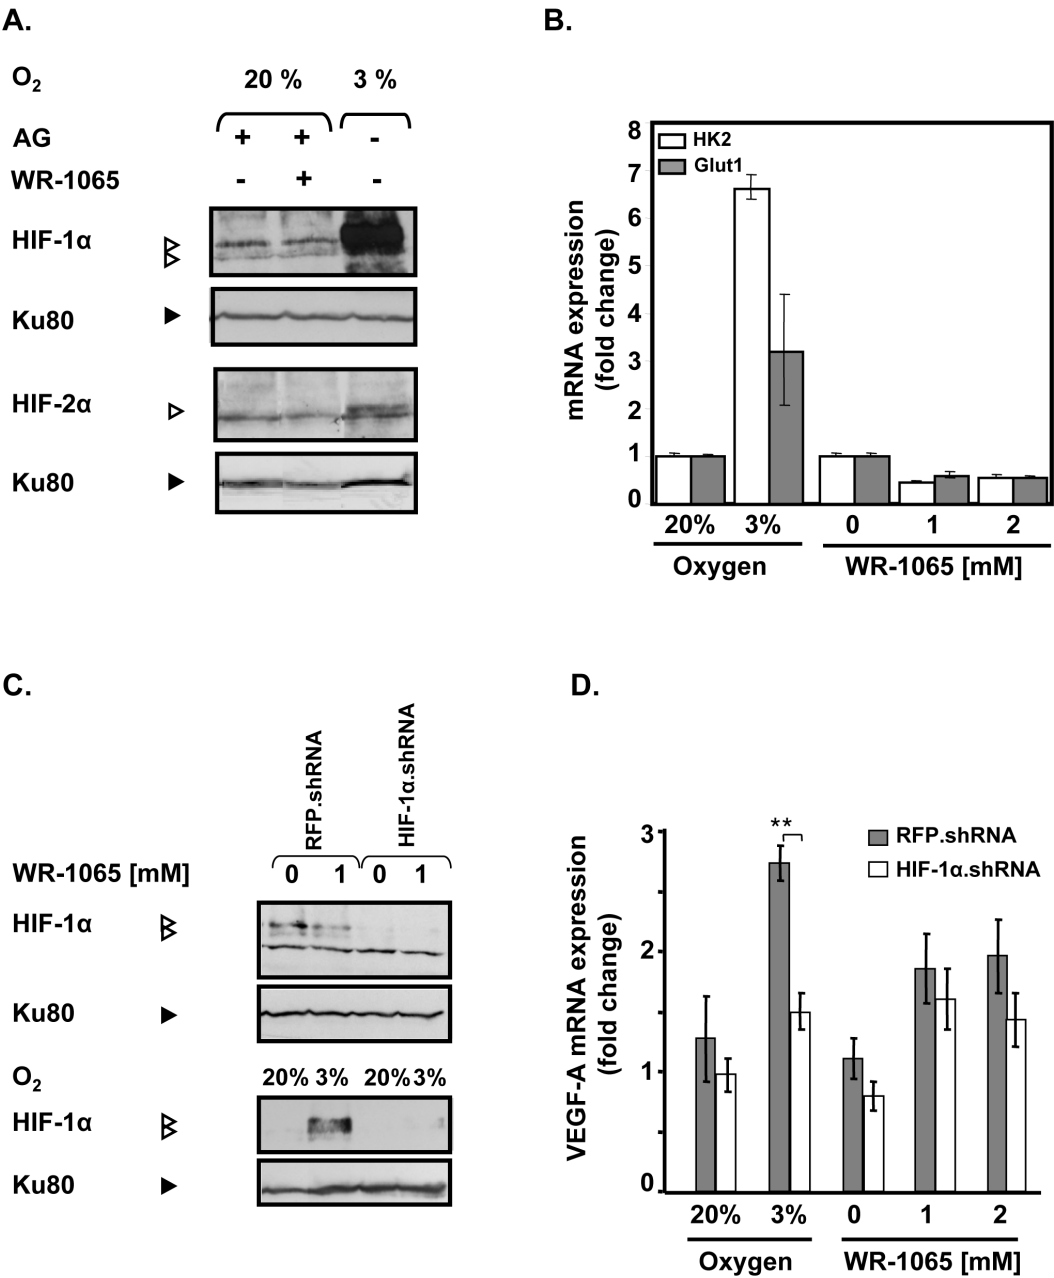 A.
O2 20 % 3 %
AG + + -
WR-1065 - + -
HIF-1α
Ku80
HIF-2α
Ku80
B.
8
7
6
5
4
3
2
1
0
mRNA expression
(fold change)
HK2
Glut1
20% 3% 0 1 2
Oxygen WR-1065 [mM]
C.
RFP.shRNA
HIF-1α.shRNA
WR-1065 [mM] 0 1 0 1
HIF-1α
Ku80
O2 20% 3% 20% 3%
HIF-1α
Ku80
D.
3
2
1
0
VEGF-A mRNA expression
(fold change)
**
RFP.shRNA
HIF-1α.shRNA
20% 3% 0 1 2
Oxygen WR-1065 [mM]